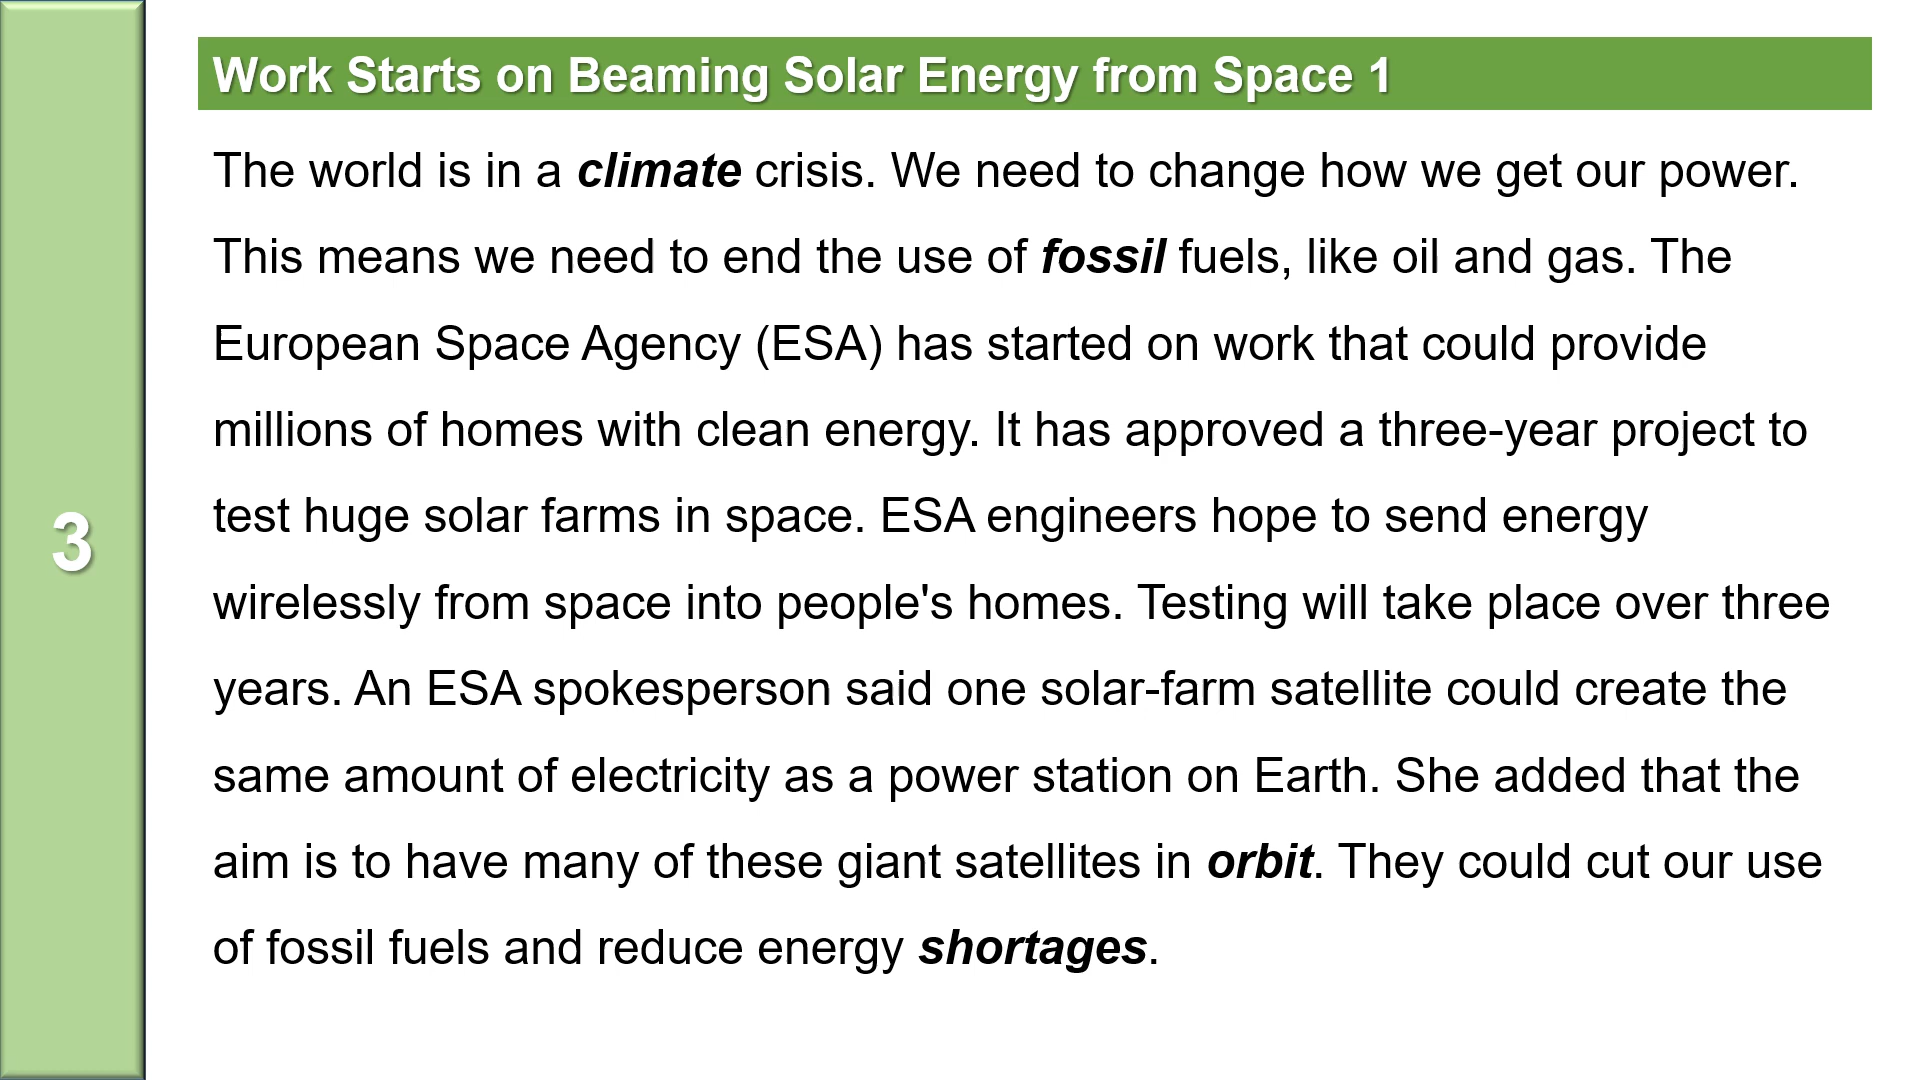 Work Starts on Beaming Solar Energy from Space 1
The world is in a climate crisis. We need to change how we get our power.
This means we need to end the use of fossil fuels, like oil and gas. The
European Space Agency (ESA) has started on work that could provide
millions of homes with clean energy. It has approved a three-year project to
test huge solar farms in space. ESA engineers hope to send energy
wirelessly from space into people's homes. Testing will take place over three
years. An ESA spokesperson said one solar-farm satellite could create the
same amount of electricity as a power station on Earth. She added that the
aim is to have many of these giant satellites in orbit. They could cut our use
of fossil fuels and reduce energy shortages.
3